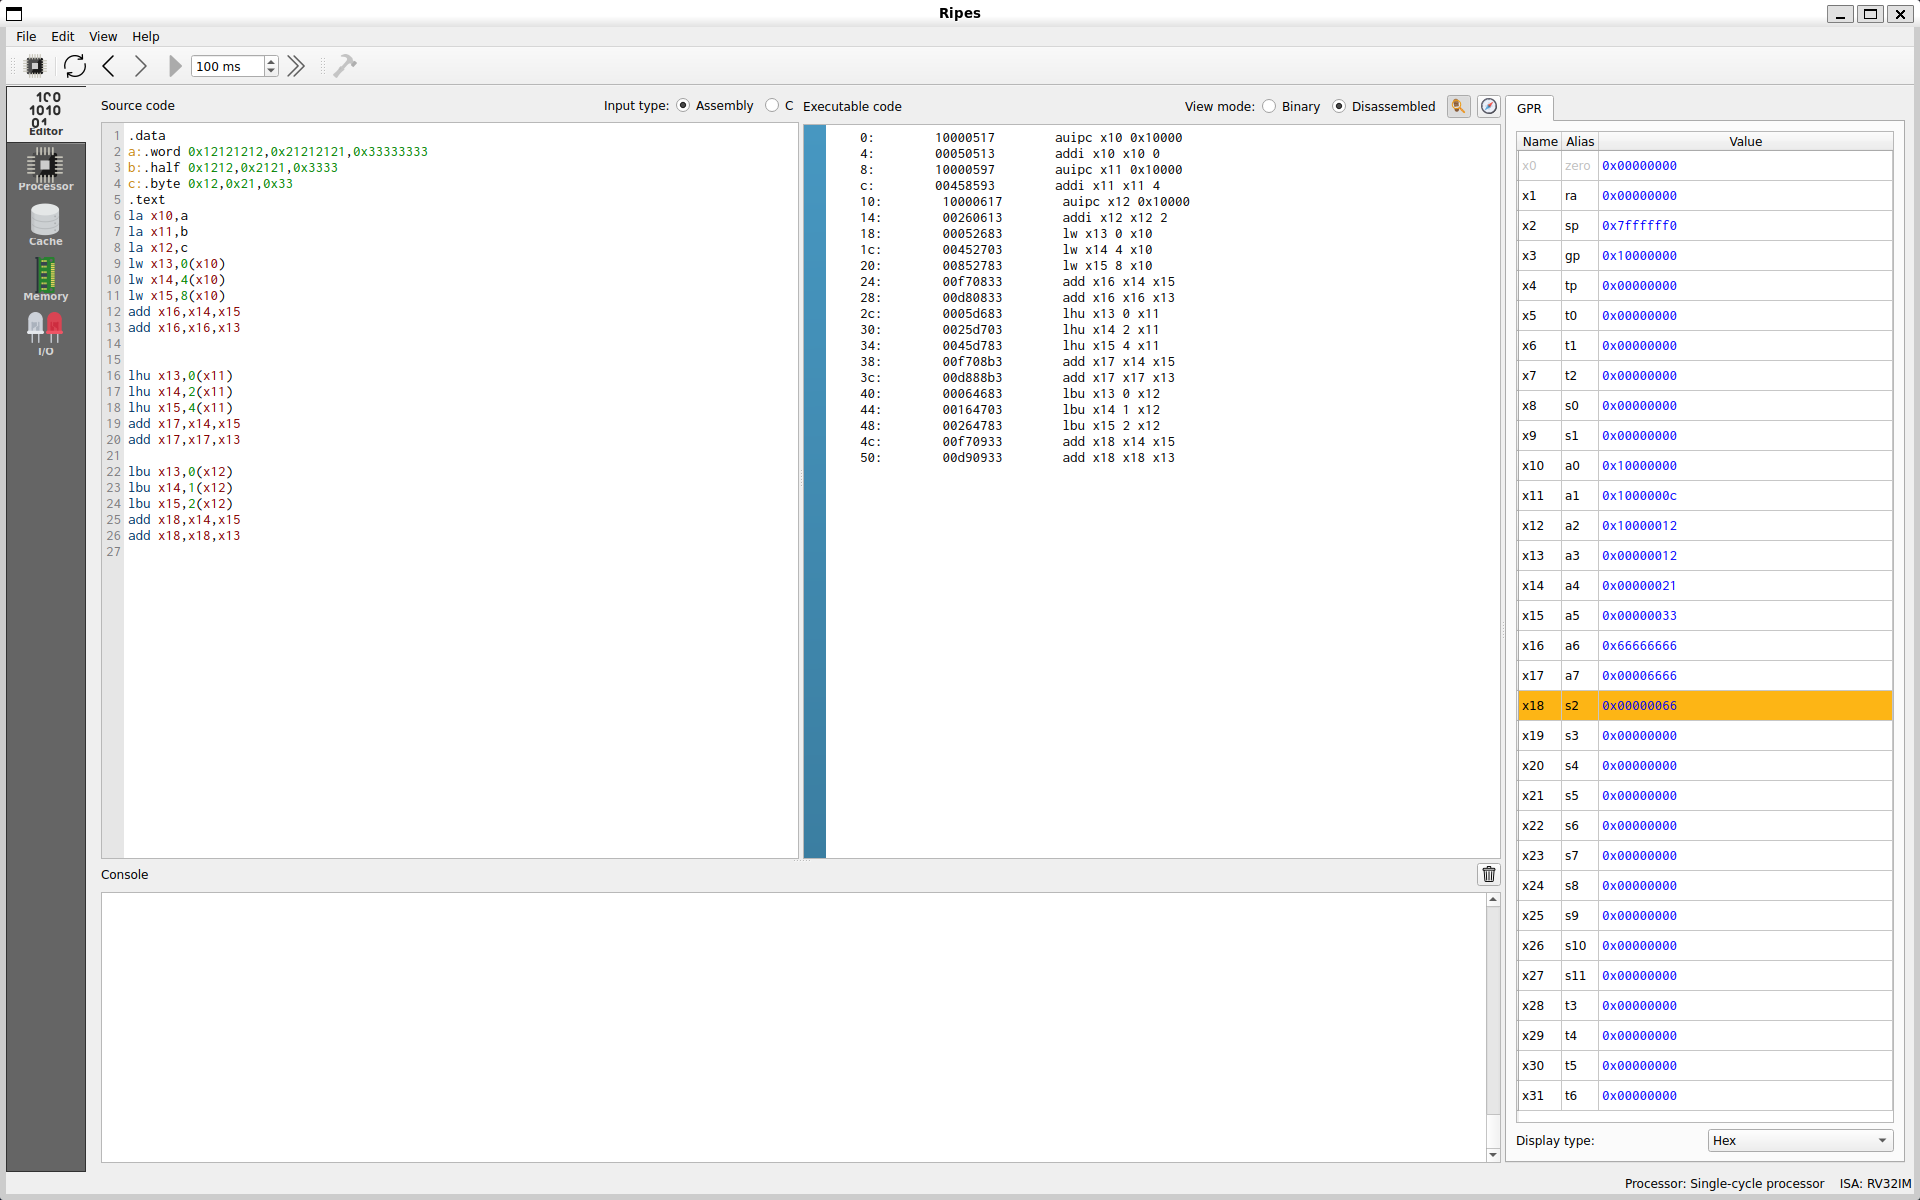 Ripes
File Edit View Help
100 ms
Editor
Processor
Cache
Memory
I/O
Source code
Input type: Assembly C
1 .data
2 a:.word 0x12121212,0x21212121,0x33333333
3 b:.half 0x1212,0x2121,0x3333
4 c:.byte 0x12,0x21,0x33
5 .text
6 la x10,a
7 la x11,b
8 la x12,c
9 lw x13,0(x10)
10 lw x14,4(x10)
11 lw x15,8(x10)
12 add x16,x14,x15
13 add x16,x16,x13
14
15
16 lhu x13,0(x11)
17 lhu x14,2(x11)
18 lhu x15,4(x11)
19 add x17,x14,x15
20 add x17,x17,x13
21
22 lbu x13,0(x12)
23 lbu x14,1(x12)
24 lbu x15,2(x12)
25 add x18,x14,x15
26 add x18,x18,x13
27
Executable code
View mode: Binary Disassembled
0: 10000517 auipc x10 0x10000
4: 00050513 addi x10 x10 0
8: 10000597 auipc x11 0x10000
c: 00458593 addi x11 x11 4
10: 10000617 auipc x12 0x10000
14: 00260613 addi x12 x12 2
18: 00052683 lw x13 0 x10
1c: 00452703 lw x14 4 x10
20: 00852783 lw x15 8 x10
24: 00f70833 add x16 x14 x15
28: 00d80833 add x16 x16 x13
2c: 0005d683 lhu x13 0 x11
30: 0025d703 lhu x14 2 x11
34: 0045d783 lhu x15 4 x11
38: 00f708b3 add x17 x14 x15
3c: 00d888b3 add x17 x17 x13
40: 00064683 lbu x13 0 x12
44: 00164703 lbu x14 1 x12
48: 00264783 lbu x15 2 x12
4c: 00f70933 add x18 x14 x15
50: 00d90933 add x18 x18 x13
Console
GPR
Name Alias Value
x0 zero 0x00000000
x1 ra 0x00000000
x2 sp 0x7ffffff0
x3 gp 0x10000000
x4 tp 0x00000000
x5 t0 0x00000000
x6 t1 0x00000000
x7 t2 0x00000000
x8 s0 0x00000000
x9 s1 0x00000000
x10 a0 0x10000000
x11 a1 0x1000000c
x12 a2 0x10000012
x13 a3 0x00000012
x14 a4 0x00000021
x15 a5 0x00000033
x16 a6 0x66666666
x17 a7 0x00006666
x18 s2 0x00000066
x19 s3 0x00000000
x20 s4 0x00000000
x21 s5 0x00000000
x22 s6 0x00000000
x23 s7 0x00000000
x24 s8 0x00000000
x25 s9 0x00000000
x26 s10 0x00000000
x27 s11 0x00000000
x28 t3 0x00000000
x29 t4 0x00000000
x30 t5 0x00000000
x31 t6 0x00000000
Display type: Hex
Processor: Single-cycle processor ISA: RV32IM